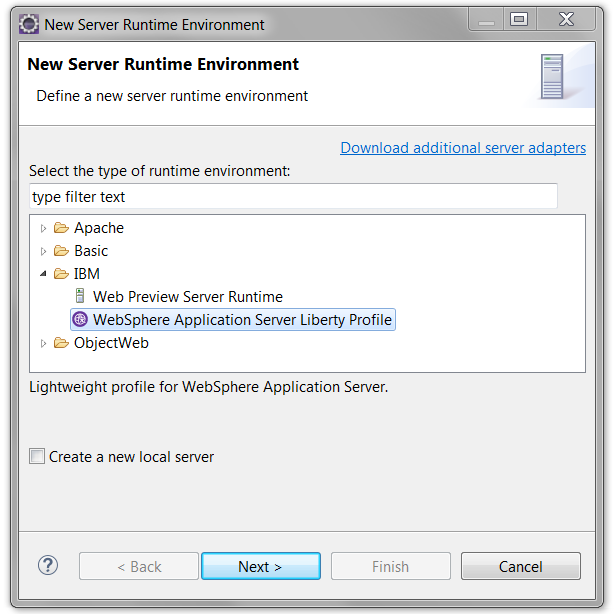 New Server Runtime Environment
New Server Runtime Environment
Define a new server runtime environment
Download additional server adapters
Select the type of runtime environment:
type filter text
Apache
Basic
IBM
Web Preview Server Runtime
WebSphere Application Server Liberty Profile
ObjectWeb
Lightweight profile for WebSphere Application Server.
Create a new local server
? < Back Next > Finish Cancel